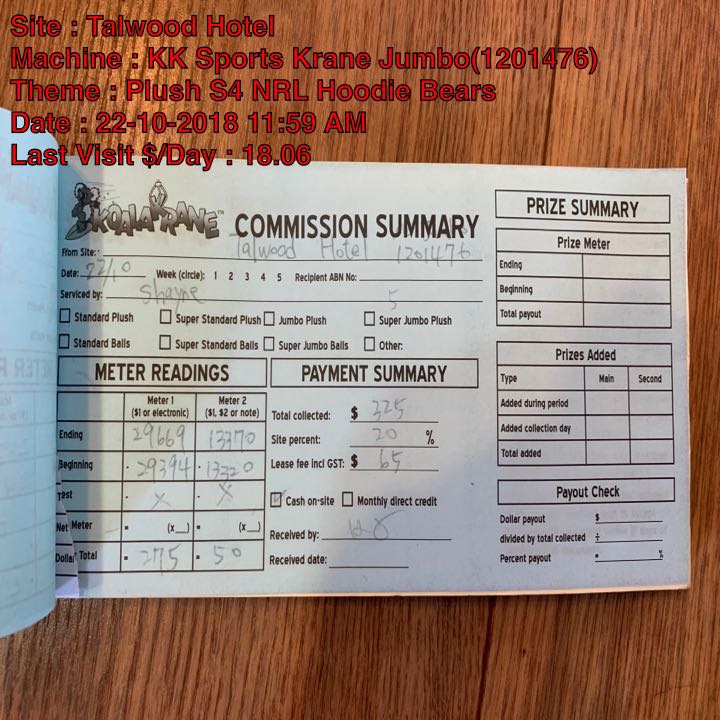 Site : Talwood Hotel
Machine : KK Sports Krane Jumbo(1201476)
Theme : Plush S4 NRL Hoodie Bears
Date : 22-10-2018 11:59 AM
Last Visit $/Day : 18.06
KOALA KRANE™
COMMISSION SUMMARY
From Site: Talwood Hotel 1201476
Date: 22/10 Week (circle): 1 2 3 4 5 Recipient ABN No:
Serviced by: Shayne 5
Standard Plush Super Standard Plush Jumbo Plush Super Jumbo Plush
Standard Balls Super Standard Balls Super Jumbo Balls Other:
METER READINGS
Meter 1 Meter 2
($1 or electronic) ($1, $2 or note)
Ending 29669 13370
Beginning - 29394 - 13320
Test - X - X
Net Meter = (x__) = (x__)
Dollar Total = 275 = 50
PAYMENT SUMMARY
Total collected: $ 325
Site percent: 20 %
Lease fee incl GST: $ 65
Cash on-site Monthly direct credit
Received by:
Received date:
PRIZE SUMMARY
Prize Meter
Ending
Beginning
Total payout
Prizes Added
Type Main Second
Added during period
Added collection day
Total added
Payout Check
Dollar payout $
divided by total collected ÷
Percent payout = %